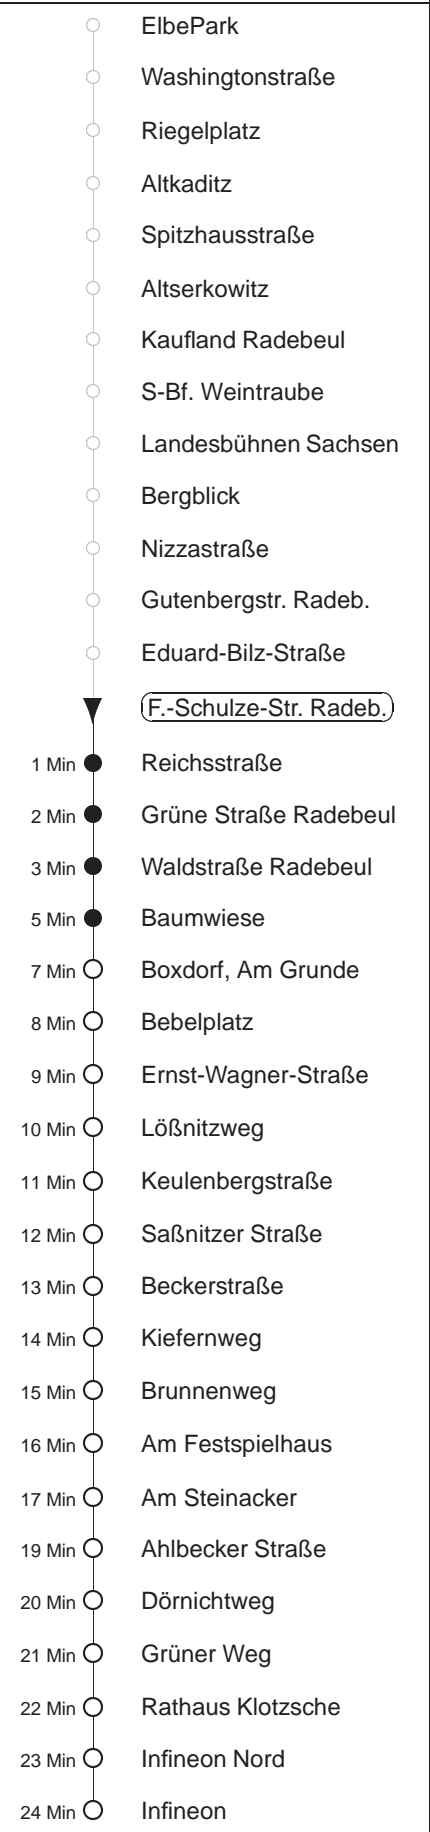 ElbePark
Washingtonstraße
Riegelplatz
Altkaditz
Spitzhausstraße
Altserkowitz
Kaufland Radebeul
S-Bf. Weintraube
Landesbühnen Sachsen
Bergblick
Nizzastraße
Gutenbergstr. Radeb.
Eduard-Bilz-Straße
F.-Schulze-Str. Radeb.
1 Min Reichsstraße
2 Min Grüne Straße Radebeul
3 Min Waldstraße Radebeul
5 Min Baumwiese
7 Min Boxdorf, Am Grunde
8 Min Bebelplatz
9 Min Ernst-Wagner-Straße
10 Min Lößnitzweg
11 Min Keulenbergstraße
12 Min Saßnitzer Straße
13 Min Beckerstraße
14 Min Kiefernweg
15 Min Brunnenweg
16 Min Am Festspielhaus
17 Min Am Steinacker
19 Min Ahlbecker Straße
20 Min Dörnichtweg
21 Min Grüner Weg
22 Min Rathaus Klotzsche
23 Min Infineon Nord
24 Min Infineon